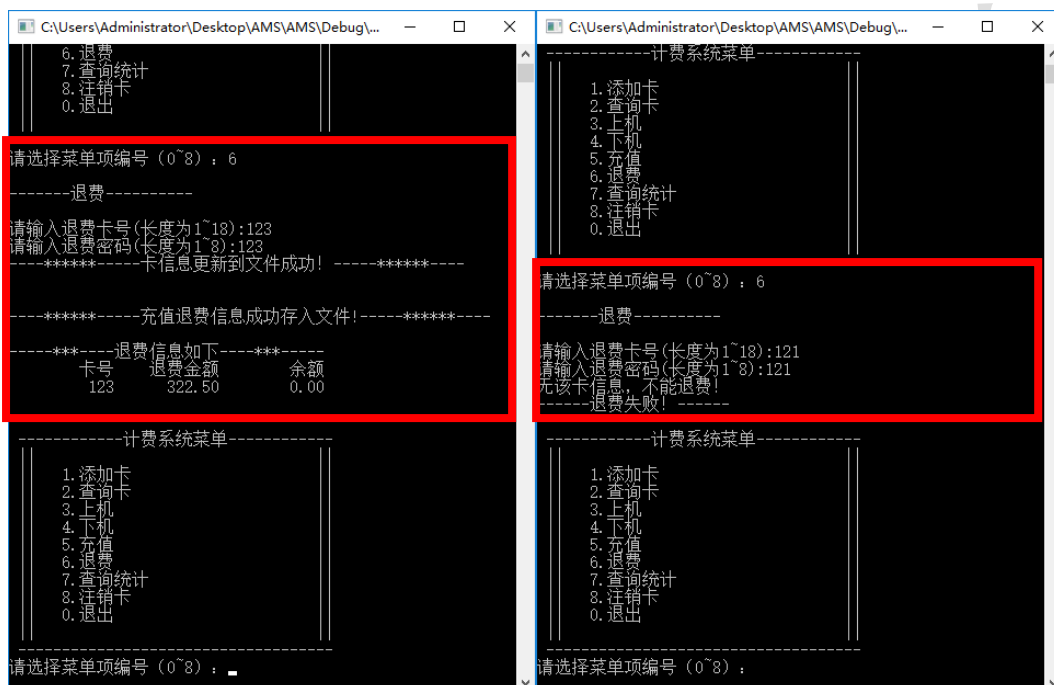 C:\Users\Administrator\Desktop\AMS\AMS\Debug\...
6.退费
7.查询统计
8.注销卡
0.退出
请选择菜单项编号（0~8）：6
-------退费----------
请输入退费卡号(长度为1~18):123
请输入退费密码(长度为1~8):123
----******-----卡信息更新到文件成功! -----******----
----******-----充值退费信息成功存入文件!-----******----
-----***----退费信息如下----***-----
卡号 退费金额 余额
123 322.50 0.00
------------计费系统菜单------------
1.添加卡
2.查询卡
3.上机
4.下机
5.充值
6.退费
7.查询统计
8.注销卡
0.退出
请选择菜单项编号（0~8）：
C:\Users\Administrator\Desktop\AMS\AMS\Debug\...
------------计费系统菜单------------
1.添加卡
2.查询卡
3.上机
4.下机
5.充值
6.退费
7.查询统计
8.注销卡
0.退出
请选择菜单项编号（0~8）：6
-------退费----------
请输入退费卡号(长度为1~18):121
请输入退费密码(长度为1~8):121
无该卡信息，不能退费!
------退费失败! ------
------------计费系统菜单------------
1.添加卡
2.查询卡
3.上机
4.下机
5.充值
6.退费
7.查询统计
8.注销卡
0.退出
请选择菜单项编号（0~8）：